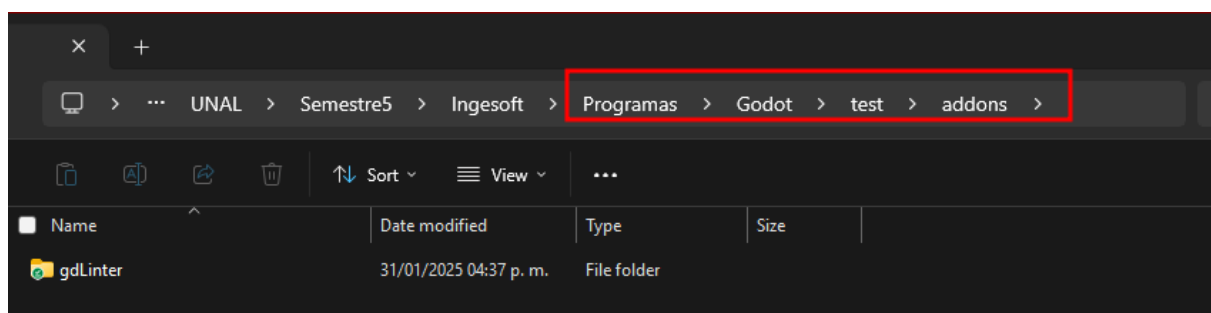 UNAL > Semestre5 > Ingesoft > Programas > Godot > test > addons >
Sort View
Name Date modified Type Size
gdLinter 31/01/2025 04:37 p. m. File folder